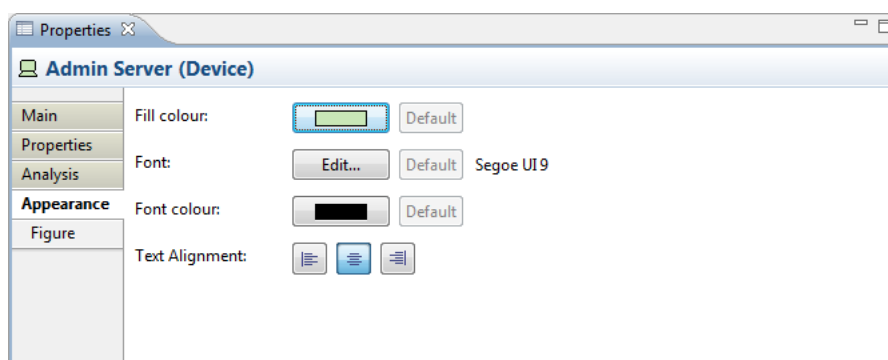 Properties
Admin Server (Device)
Main
Properties
Analysis
Appearance
Figure
Fill colour: Default
Font: Edit... Default Segoe UI 9
Font colour: Default
Text Alignment: